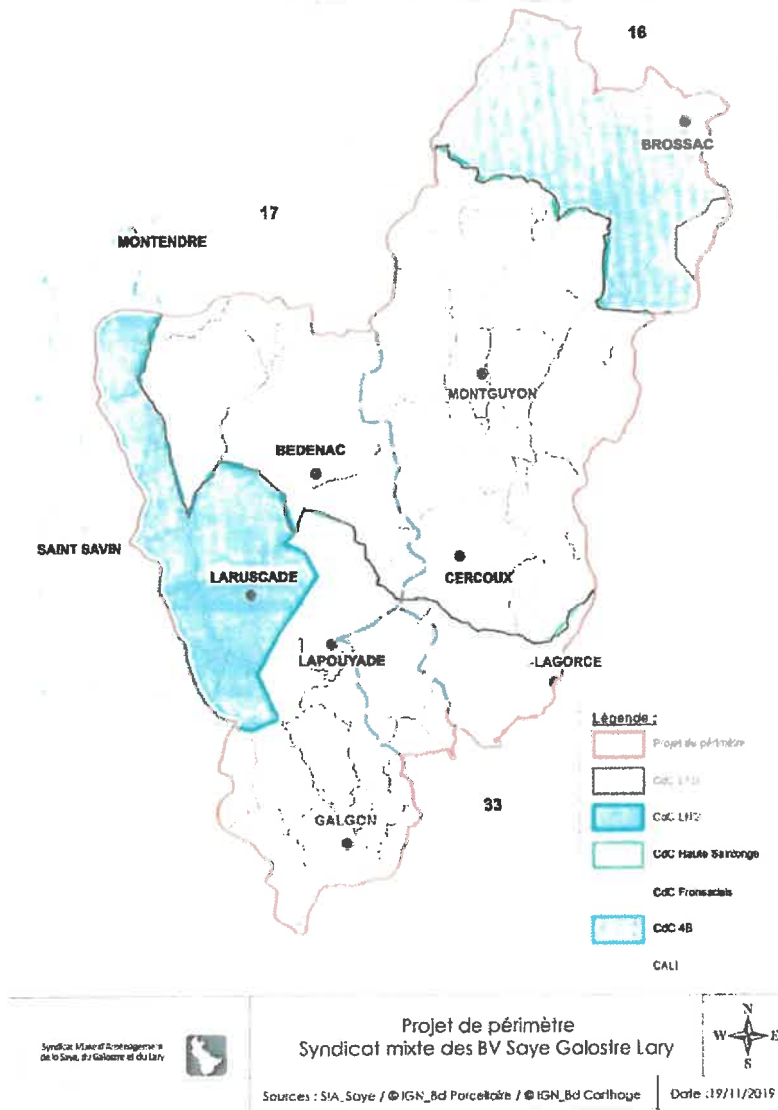 16
BROSSAC
17
MONTENDRE
MONTGUYON
BEDENAC
SAINT SAVIN
CERCOUX
LARUSCADE
LAPOUYADE
LAGORCE
33
GALGON
Légende :
Projet de périmètre
CdC
CdC
CdC Haute Saintonge
CdC Fronsadais
CdC 4B
CALI
Syndicat Mixte d'Aménagement
de la Saye, du Galostre et du Lary
Projet de périmètre
Syndicat mixte des BV Saye Galostre Lary
N
W E
S
Sources : SIA_Saye / © IGN_Bd Parcellaire / © IGN_Bd Carthage
Date :19/11/2019